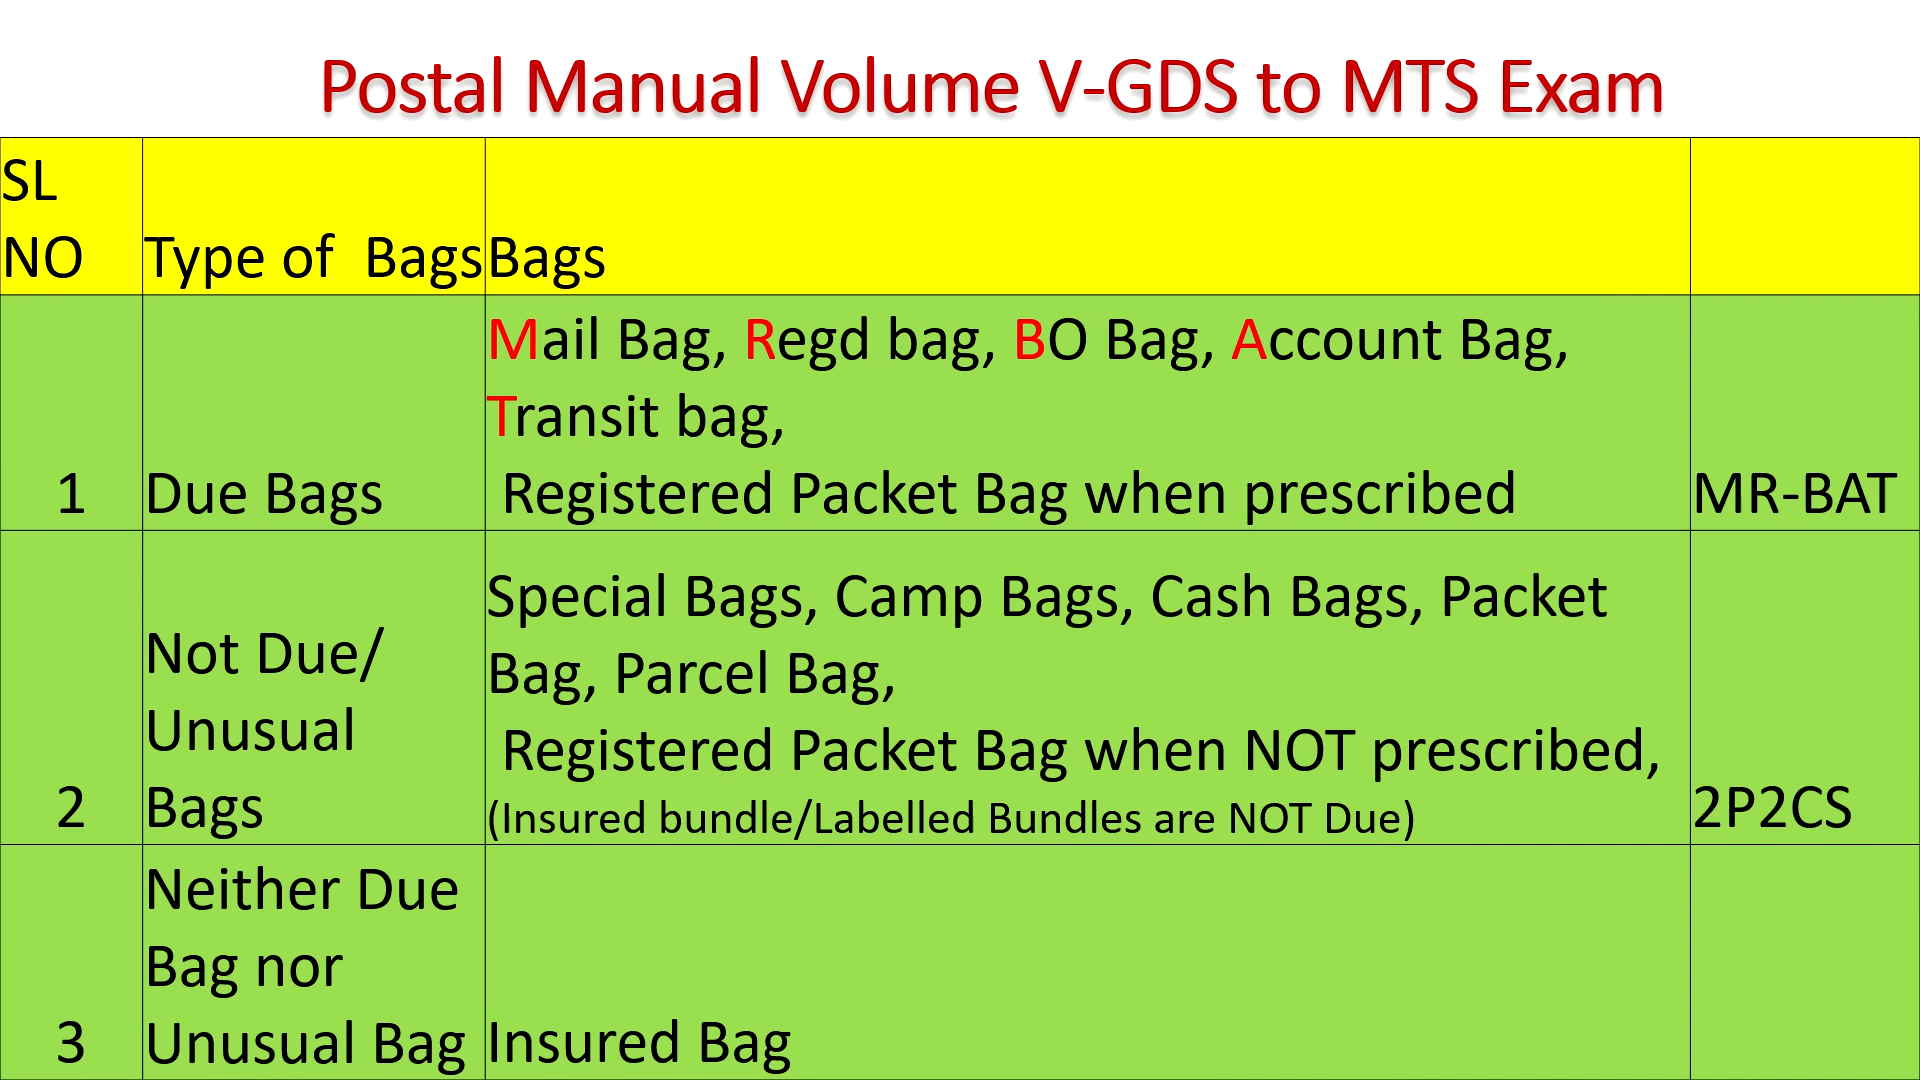 Postal Manual Volume V-GDS to MTS Exam
SL
NO
Type of  Bags
Bags
1
Due Bags
Mail Bag, Regd bag, BO Bag, Account Bag,
Transit bag,
Registered Packet Bag when prescribed
MR-BAT
2
Not Due/
Unusual
Bags
Special Bags, Camp Bags, Cash Bags, Packet
Bag, Parcel Bag,
Registered Packet Bag when NOT prescribed,
(Insured bundle/Labelled Bundles are NOT Due)
2P2CS
3
Neither Due
Bag nor
Unusual Bag
Insured Bag